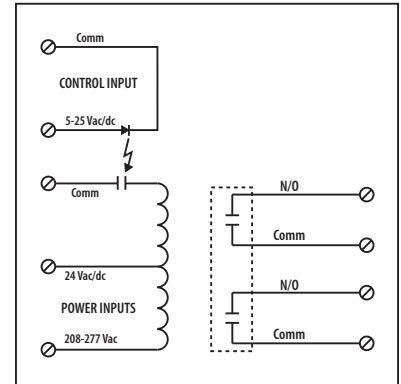 Comm
CONTROL INPUT
5-25 Vac/dc
Comm
24 Vac/dc
POWER INPUTS
208-277 Vac
N/O
Comm
N/O
Comm